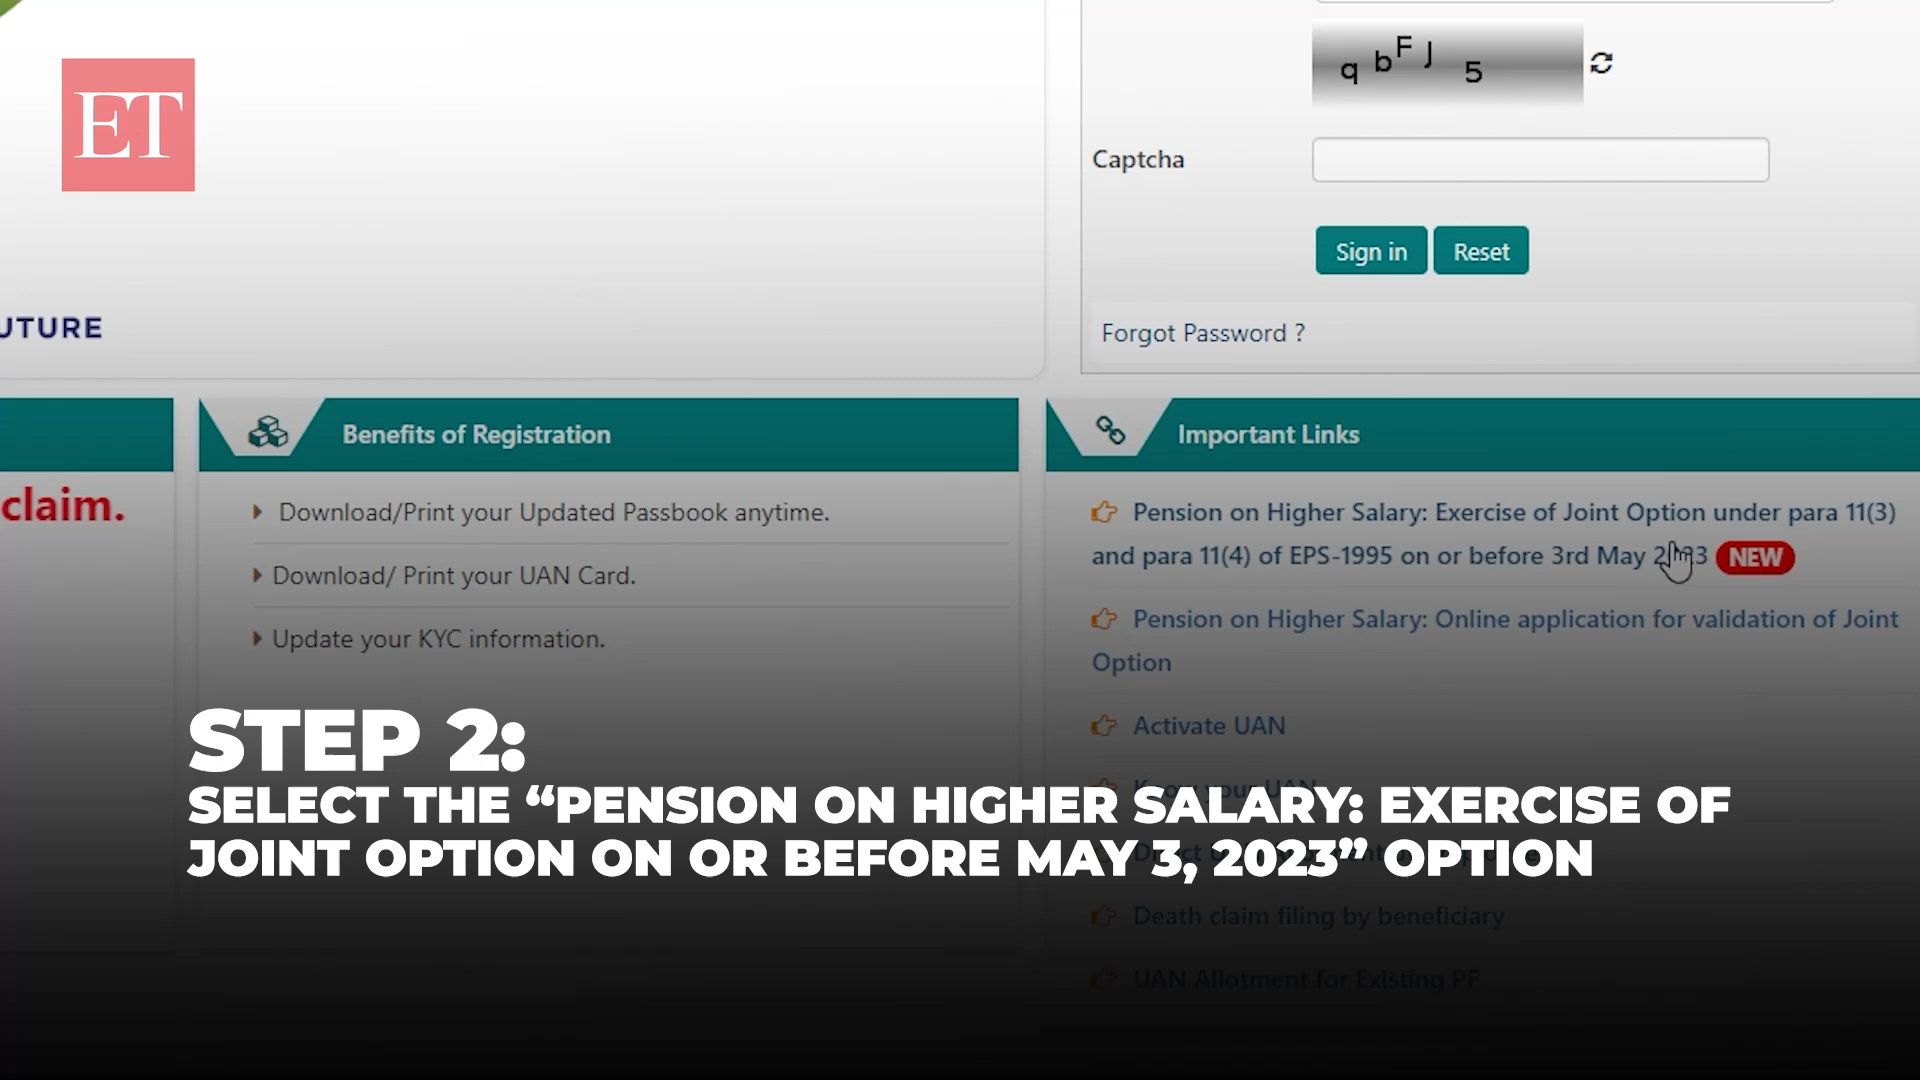 ET
q b F J 5
Captcha
Sign in Reset
UTURE
Forgot Password ?
claim.
Benefits of Registration
Download/Print your Updated Passbook anytime.
Download/ Print your UAN Card.
Update your KYC information.
Important Links
Pension on Higher Salary: Exercise of Joint Option under para 11(3)
and para 11(4) of EPS-1995 on or before 3rd May 2023 NEW
Pension on Higher Salary: Online application for validation of Joint
Option
Activate UAN
Know your UAN
Death claim filing by beneficiary
UAN Allotment for Existing PF
STEP 2:
SELECT THE “PENSION ON HIGHER SALARY: EXERCISE OF
JOINT OPTION ON OR BEFORE MAY 3, 2023” OPTION